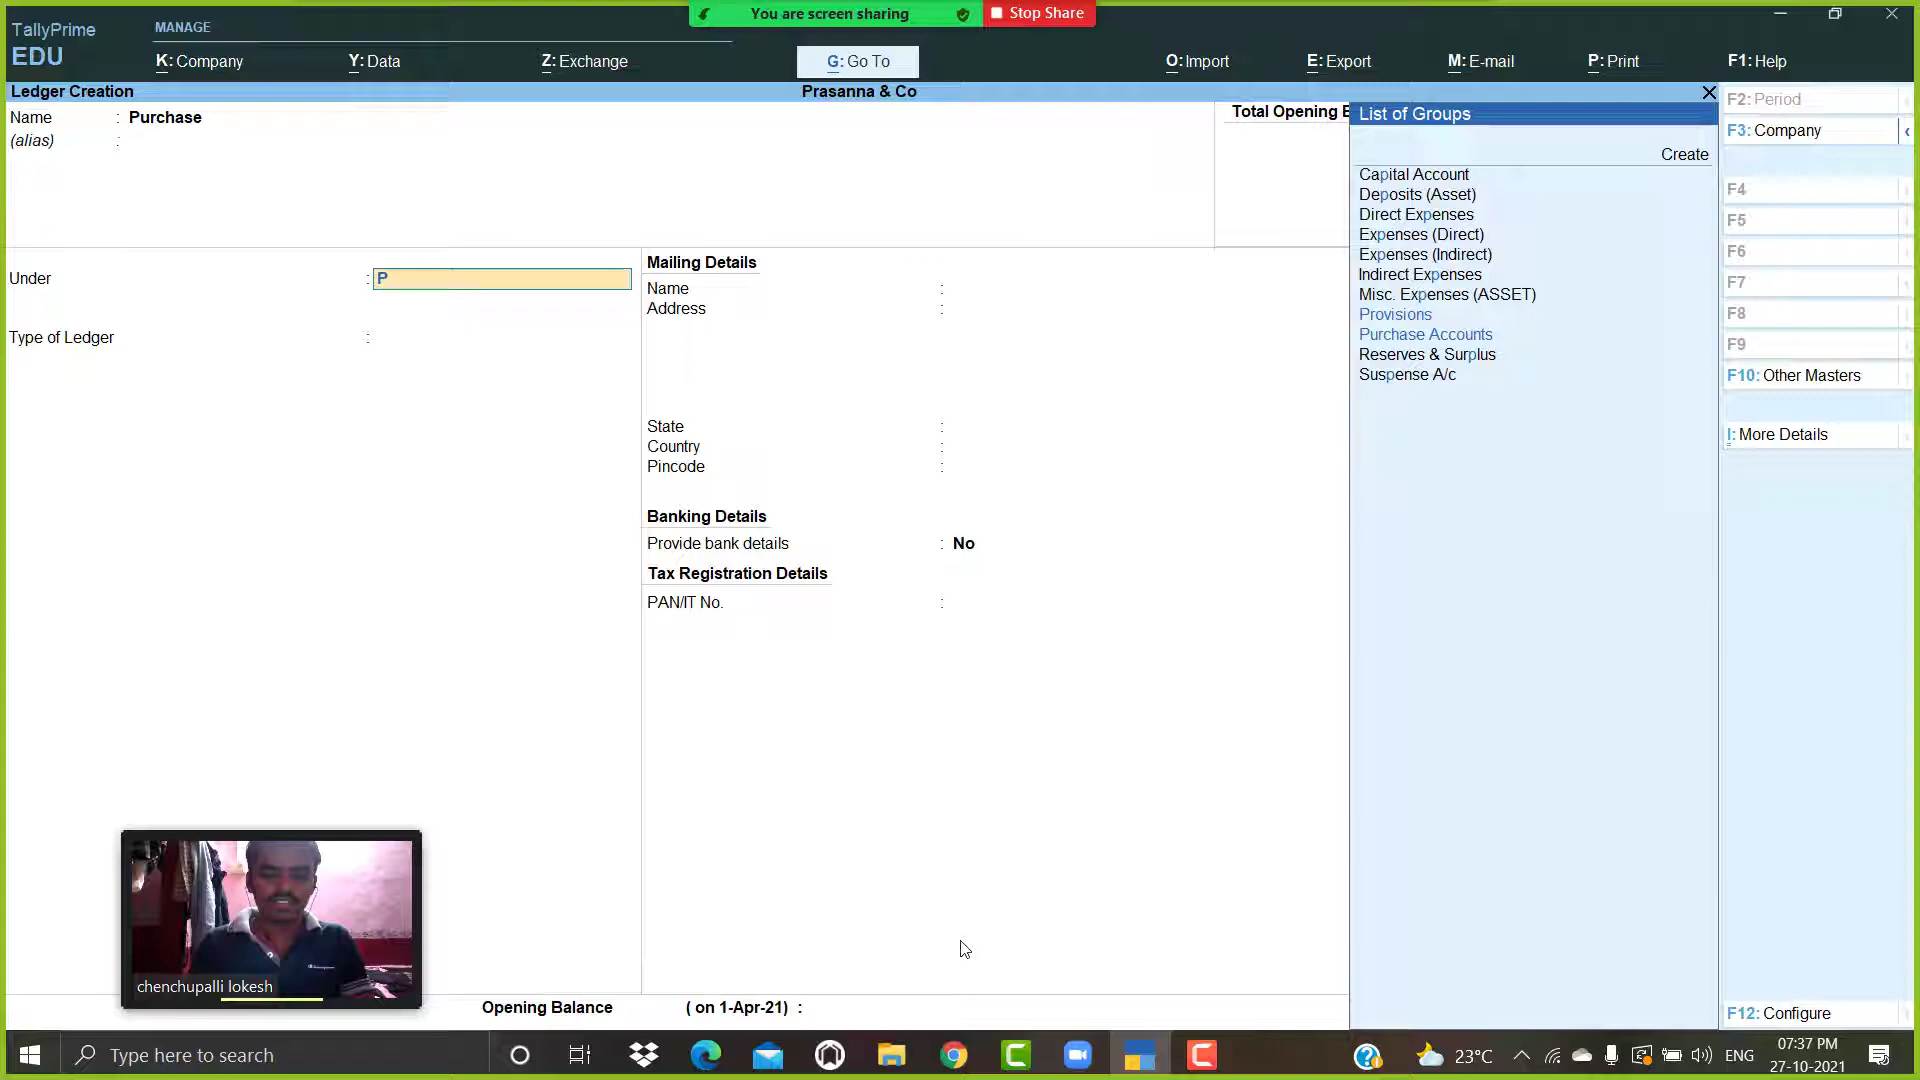 You are screen sharing
Stop Share
TallyPrime
EDU
MANAGE
K: Company
Y: Data
Z: Exchange
G: Go To
O: Import
E: Export
M: E-mail
P: Print
F1: Help
Ledger Creation
Prasanna & Co
Name : Purchase
(alias) :
Total Opening B
Under : P
Type of Ledger :
Mailing Details
Name :
Address :
State :
Country :
Pincode :
Banking Details
Provide bank details : No
Tax Registration Details
PAN/IT No. :
Opening Balance ( on 1-Apr-21) :
List of Groups
Create
Capital Account
Deposits (Asset)
Direct Expenses
Expenses (Direct)
Expenses (Indirect)
Indirect Expenses
Misc. Expenses (ASSET)
Provisions
Purchase Accounts
Reserves & Surplus
Suspense A/c
F2: Period
F3: Company
F4
F5
F6
F7
F8
F9
F10: Other Masters
I: More Details
F12: Configure
chenchupalli lokesh
Type here to search
23°C
ENG
07:37 PM
27-10-2021